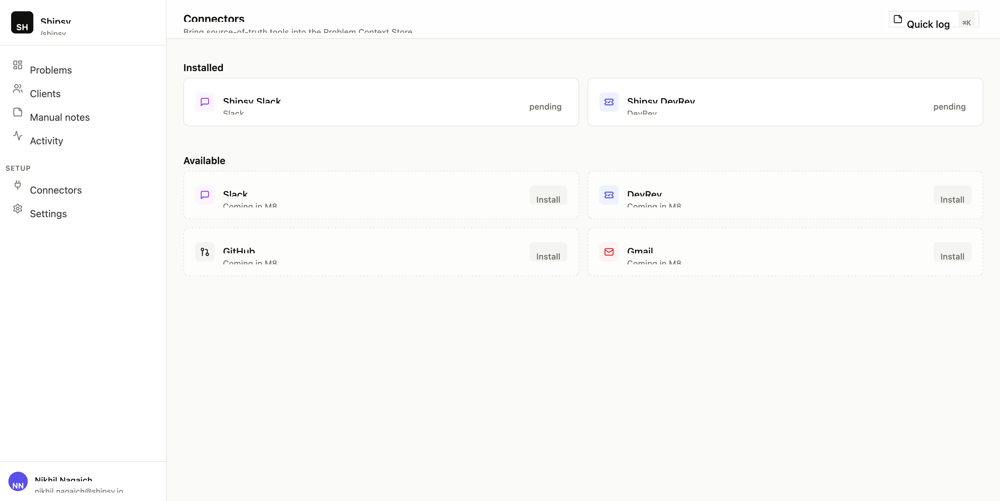 SH
Shipsy
/shipsy
Problems
Clients
Manual notes
Activity
SETUP
Connectors
Settings
NN
Nikhil Nagaich
nikhil.nagaich@shipsy.io
Connectors
Bring source-of-truth tools into the Problem Context Store
Quick log ⌘K
Installed
Shipsy Slack
Slack
pending
Shipsy DevRev
DevRev
pending
Available
Slack
Coming in M8
Install
DevRev
Coming in M8
Install
GitHub
Coming in M8
Install
Gmail
Coming in M8
Install